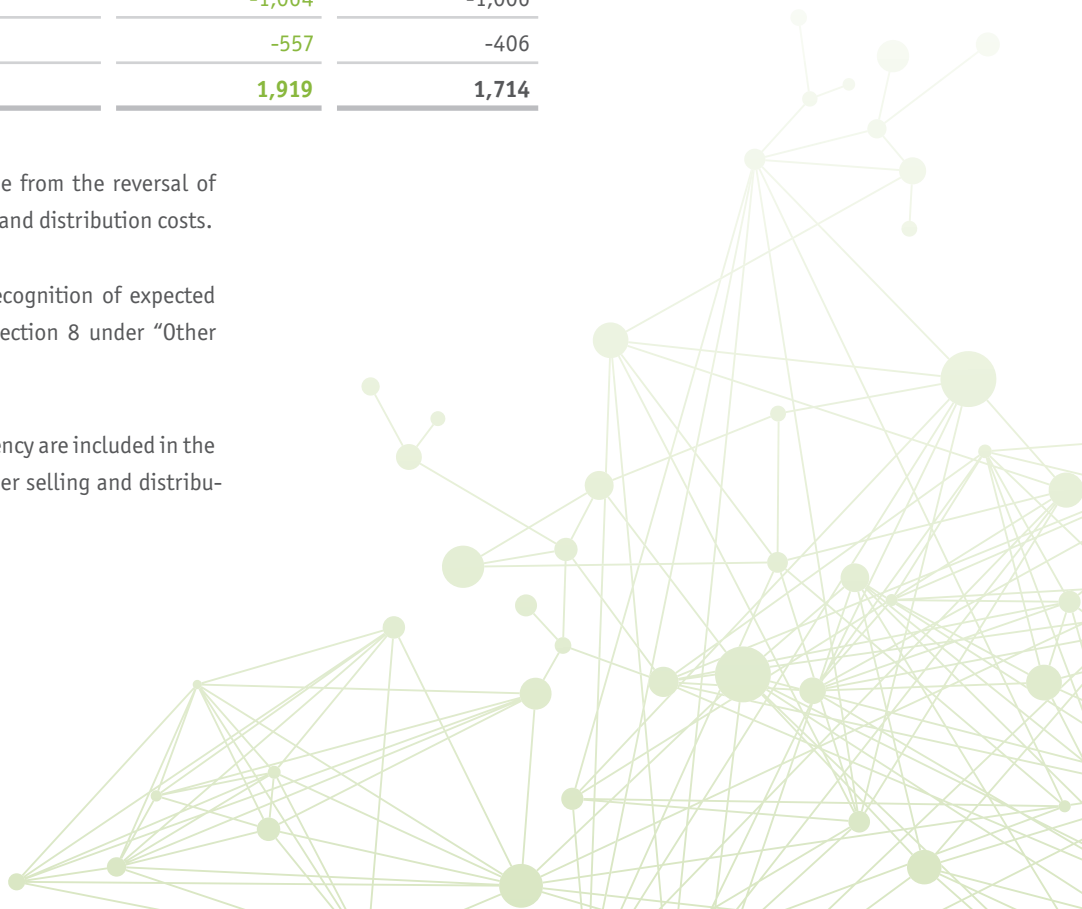 -557 -406
1,919 1,714
e from the reversal of
and distribution costs.
ecognition of expected
ection 8 under “Other
ency are included in the
er selling and distribu-